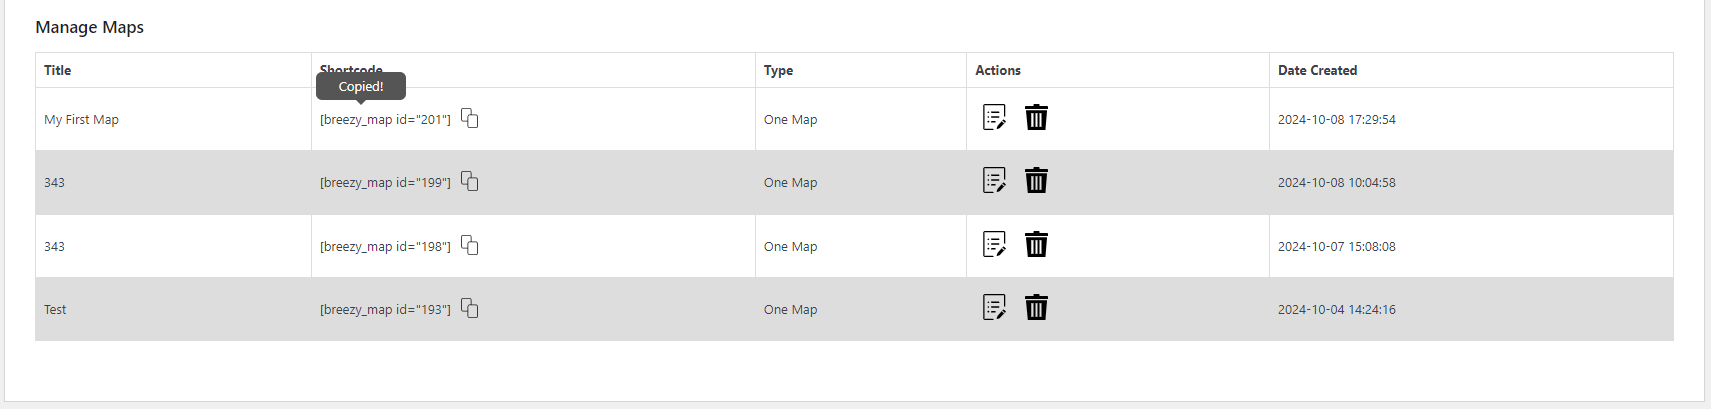 Manage Maps
Title Shortcode Type Actions Date Created
Copied!
My First Map [breezy_map id="201"] One Map 2024-10-08 17:29:54
343 [breezy_map id="199"] One Map 2024-10-08 10:04:58
343 [breezy_map id="198"] One Map 2024-10-07 15:08:08
Test [breezy_map id="193"] One Map 2024-10-04 14:24:16